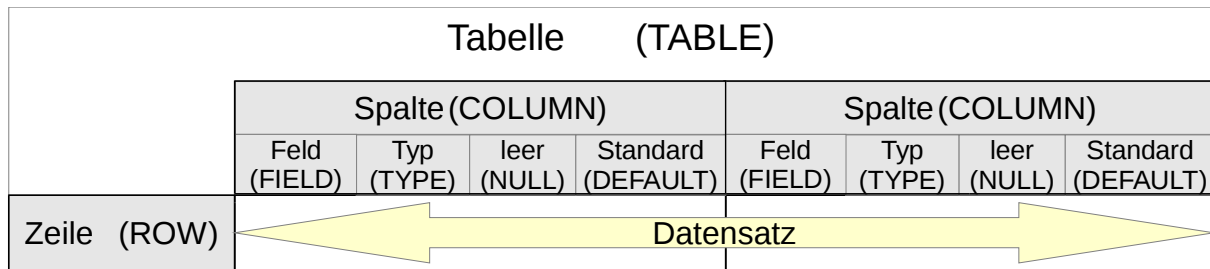 Tabelle (TABLE)
Spalte (COLUMN) Spalte (COLUMN)
Feld Typ leer Standard Feld Typ leer Standard
(FIELD) (TYPE) (NULL) (DEFAULT) (FIELD) (TYPE) (NULL) (DEFAULT)
Zeile (ROW) Datensatz